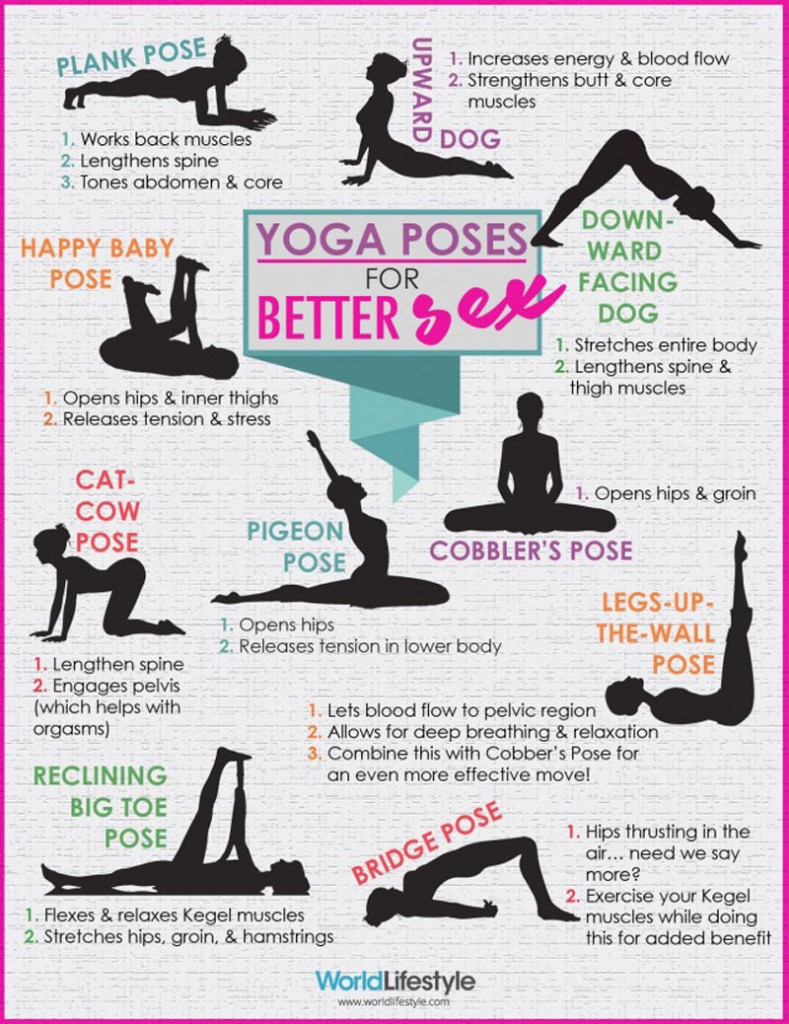 PLANK POSE
1. Works back muscles
2. Lengthens spine
3. Tones abdomen & core
UPWARD
DOG
1. Increases energy & blood flow
2. Strengthens butt & core
muscles
YOGA POSES
FOR
BETTER sex
DOWN-
WARD
FACING
DOG
1. Stretches entire body
2. Lengthens spine &
thigh muscles
HAPPY BABY
POSE
1. Opens hips & inner thighs
2. Releases tension & stress
1. Opens hips & groin
COBBLER'S POSE
CAT-
COW
POSE
1. Lengthen spine
2. Engages pelvis
(which helps with
orgasms)
PIGEON
POSE
1. Opens hips
2. Releases tension in lower body
LEGS-UP-
THE-WALL
POSE
1. Lets blood flow to pelvic region
2. Allows for deep breathing & relaxation
3. Combine this with Cobber's Pose for
an even more effective move!
RECLINING
BIG TOE
POSE
1. Flexes & relaxes Kegel muscles
2. Stretches hips, groin, & hamstrings
BRIDGE POSE
1. Hips thrusting in the
air... need we say
more?
2. Exercise your Kegel
muscles while doing
this for added benefit
WorldLifestyle
www.worldlifestyle.com